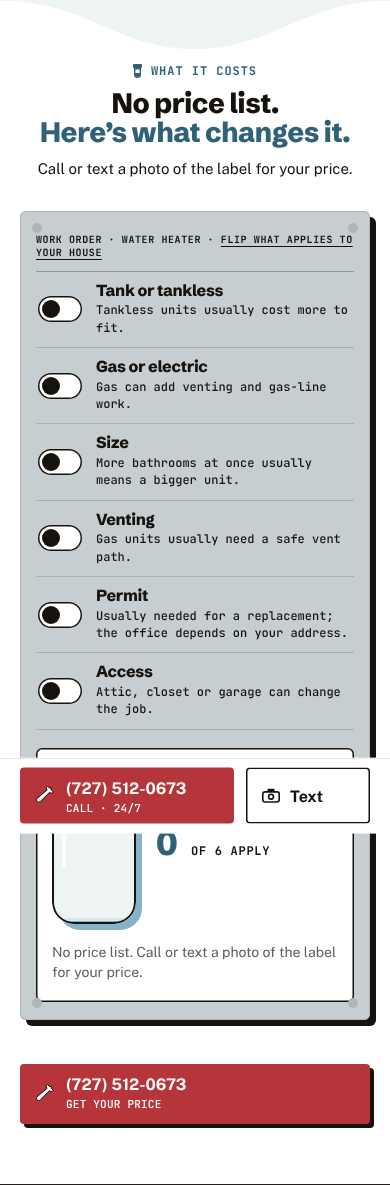 WHAT IT COSTS
No price list.
Here’s what changes it.
Call or text a photo of the label for your price.
WORK ORDER · WATER HEATER · FLIP WHAT APPLIES TO
YOUR HOUSE
Tank or tankless
Tankless units usually cost more to
fit.
Gas or electric
Gas can add venting and gas-line
work.
Size
More bathrooms at once usually
means a bigger unit.
Venting
Gas units usually need a safe vent
path.
Permit
Usually needed for a replacement;
the office depends on your address.
Access
Attic, closet or garage can change
the job.
(727) 512-0673
CALL · 24/7
Text
0 OF 6 APPLY
No price list. Call or text a photo of the label
for your price.
(727) 512-0673
GET YOUR PRICE